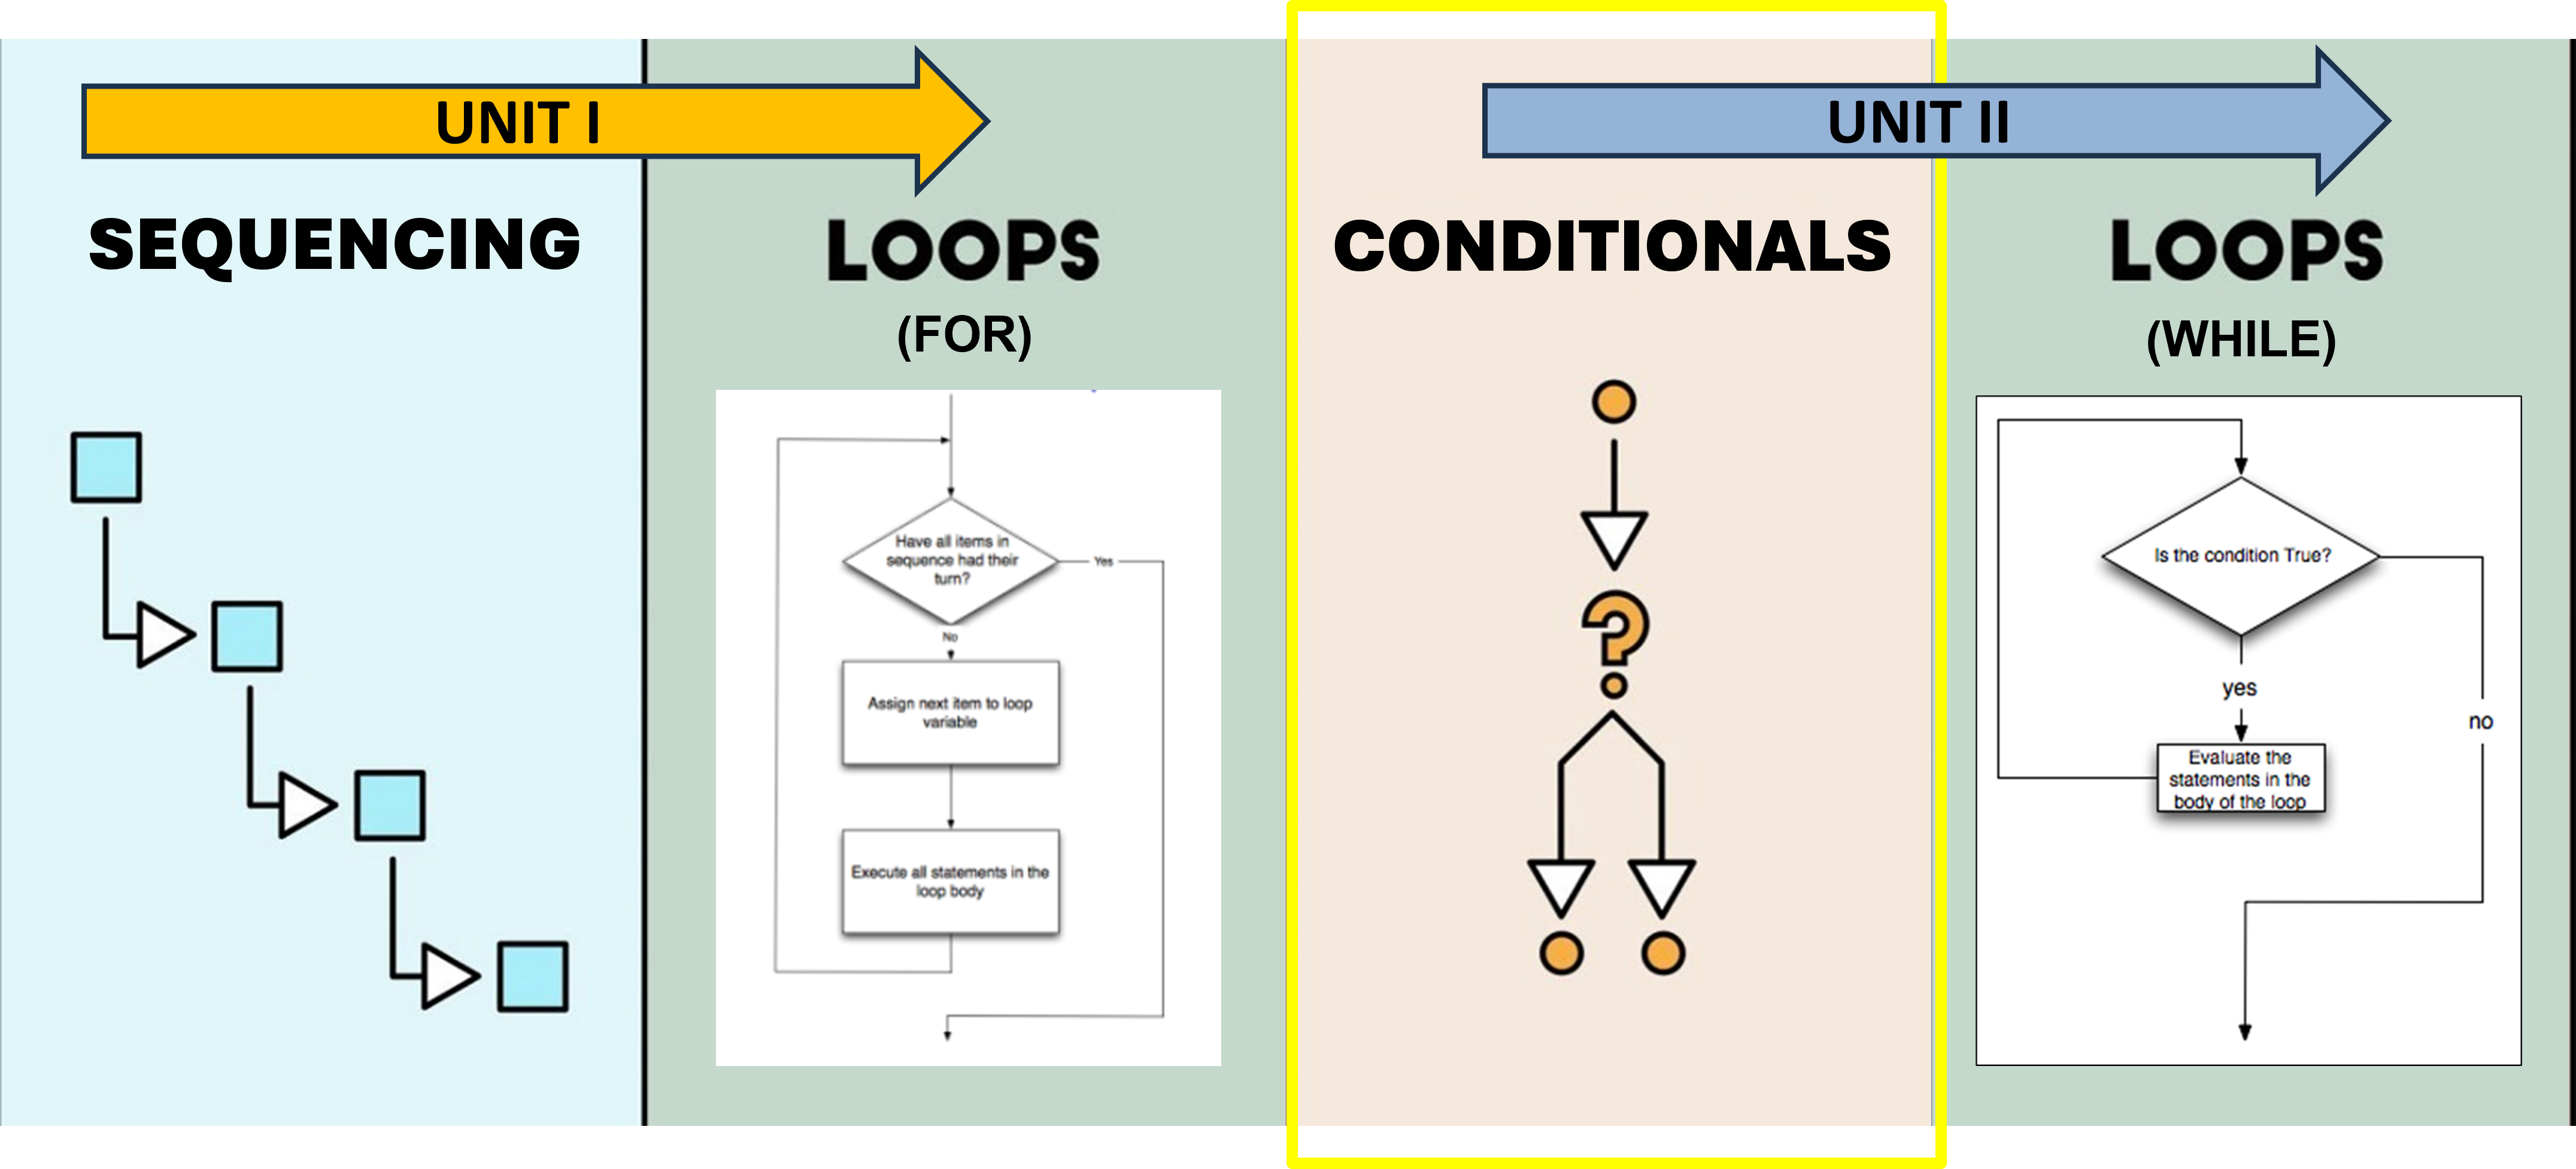 UNIT I
UNIT II
SEQUENCING
LOOPS
(FOR)
CONDITIONALS
LOOPS
(WHILE)
Have all items in
sequence had their
turn?
Yes
No
Assign next item to loop
variable
Execute all statements in the
loop body
?
Is the condition True?
yes
no
Evaluate the
statements in the
body of the loop